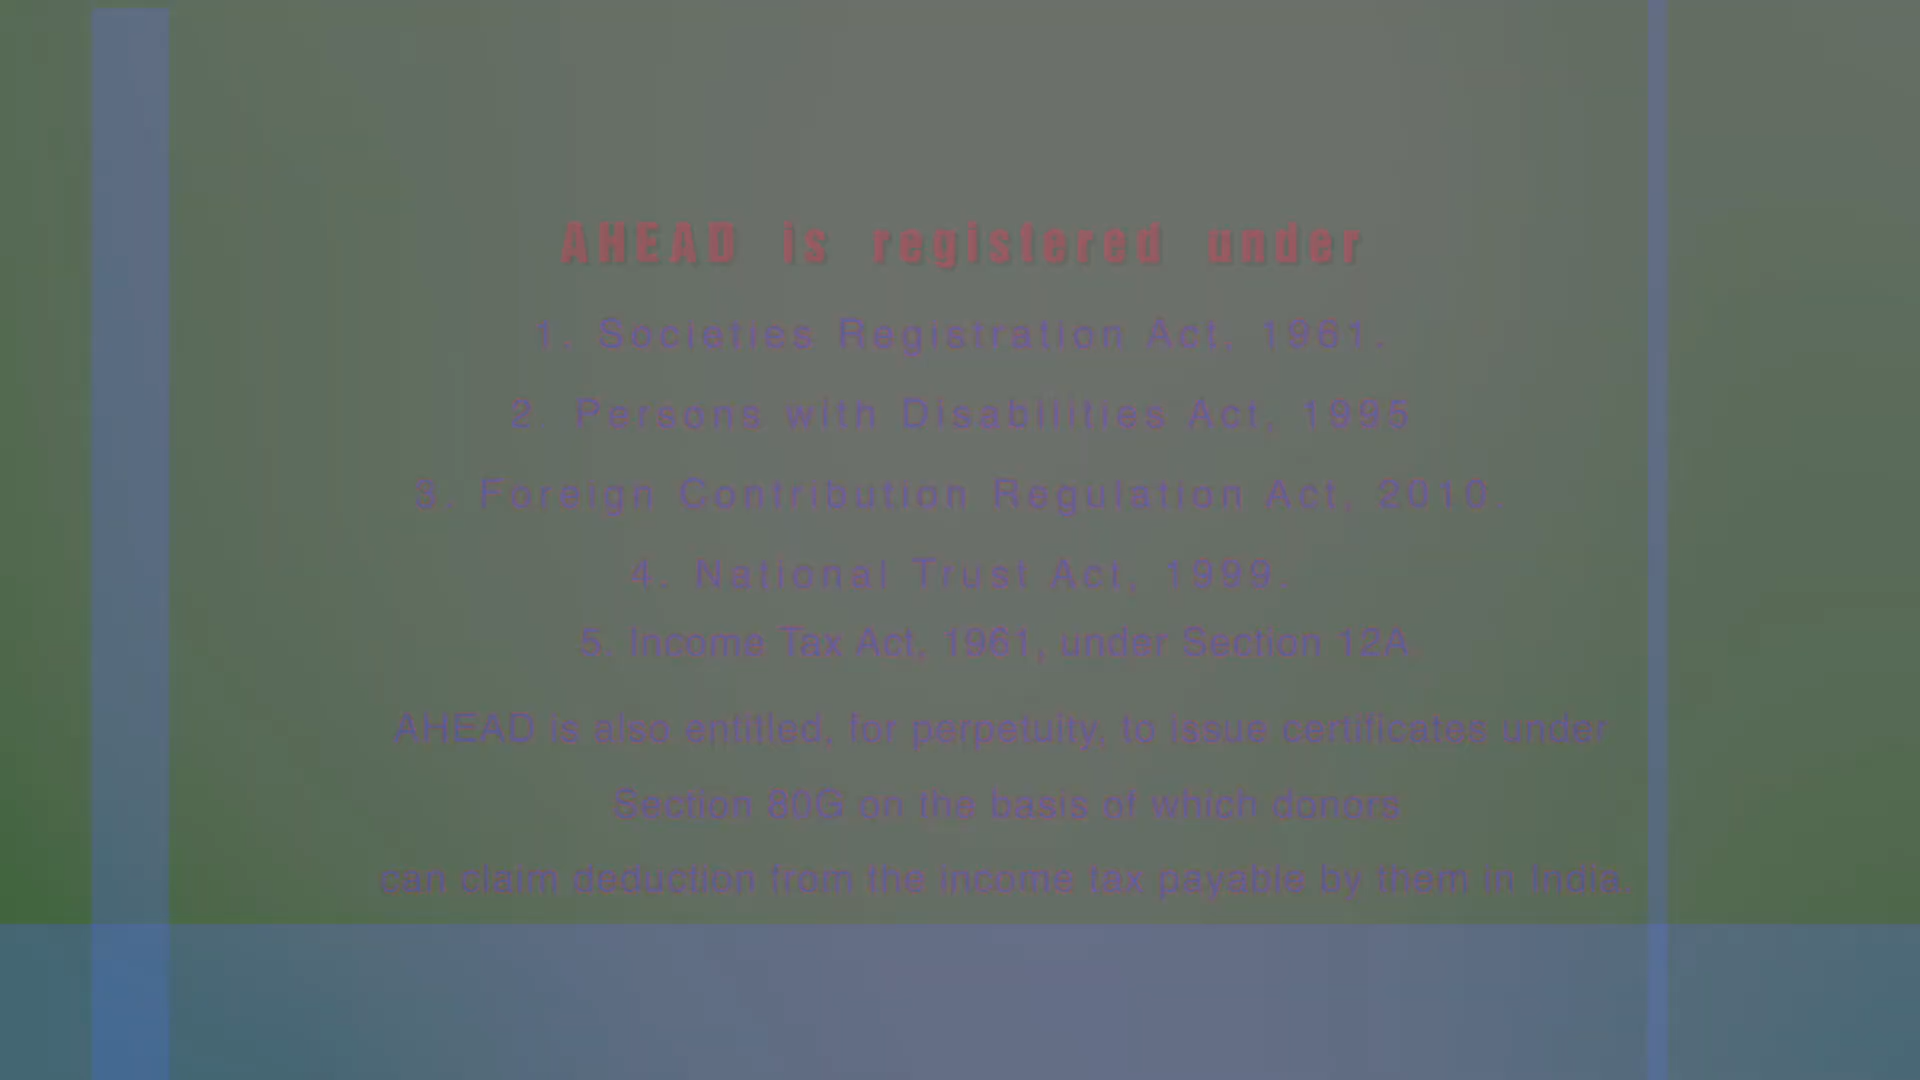 AHEAD is registered under
1. Societies Registration Act, 1961.
2. Persons with Disabilities Act, 1995
3. Foreign Contribution Regulation Act, 2010.
4. National Trust Act, 1999.
5. Income Tax Act, 1961, under Section 12A.
AHEAD is also entitled, for perpetuity, to issue certificates under
Section 80G on the basis of which donors
can claim deduction from the income tax payable by them in India.